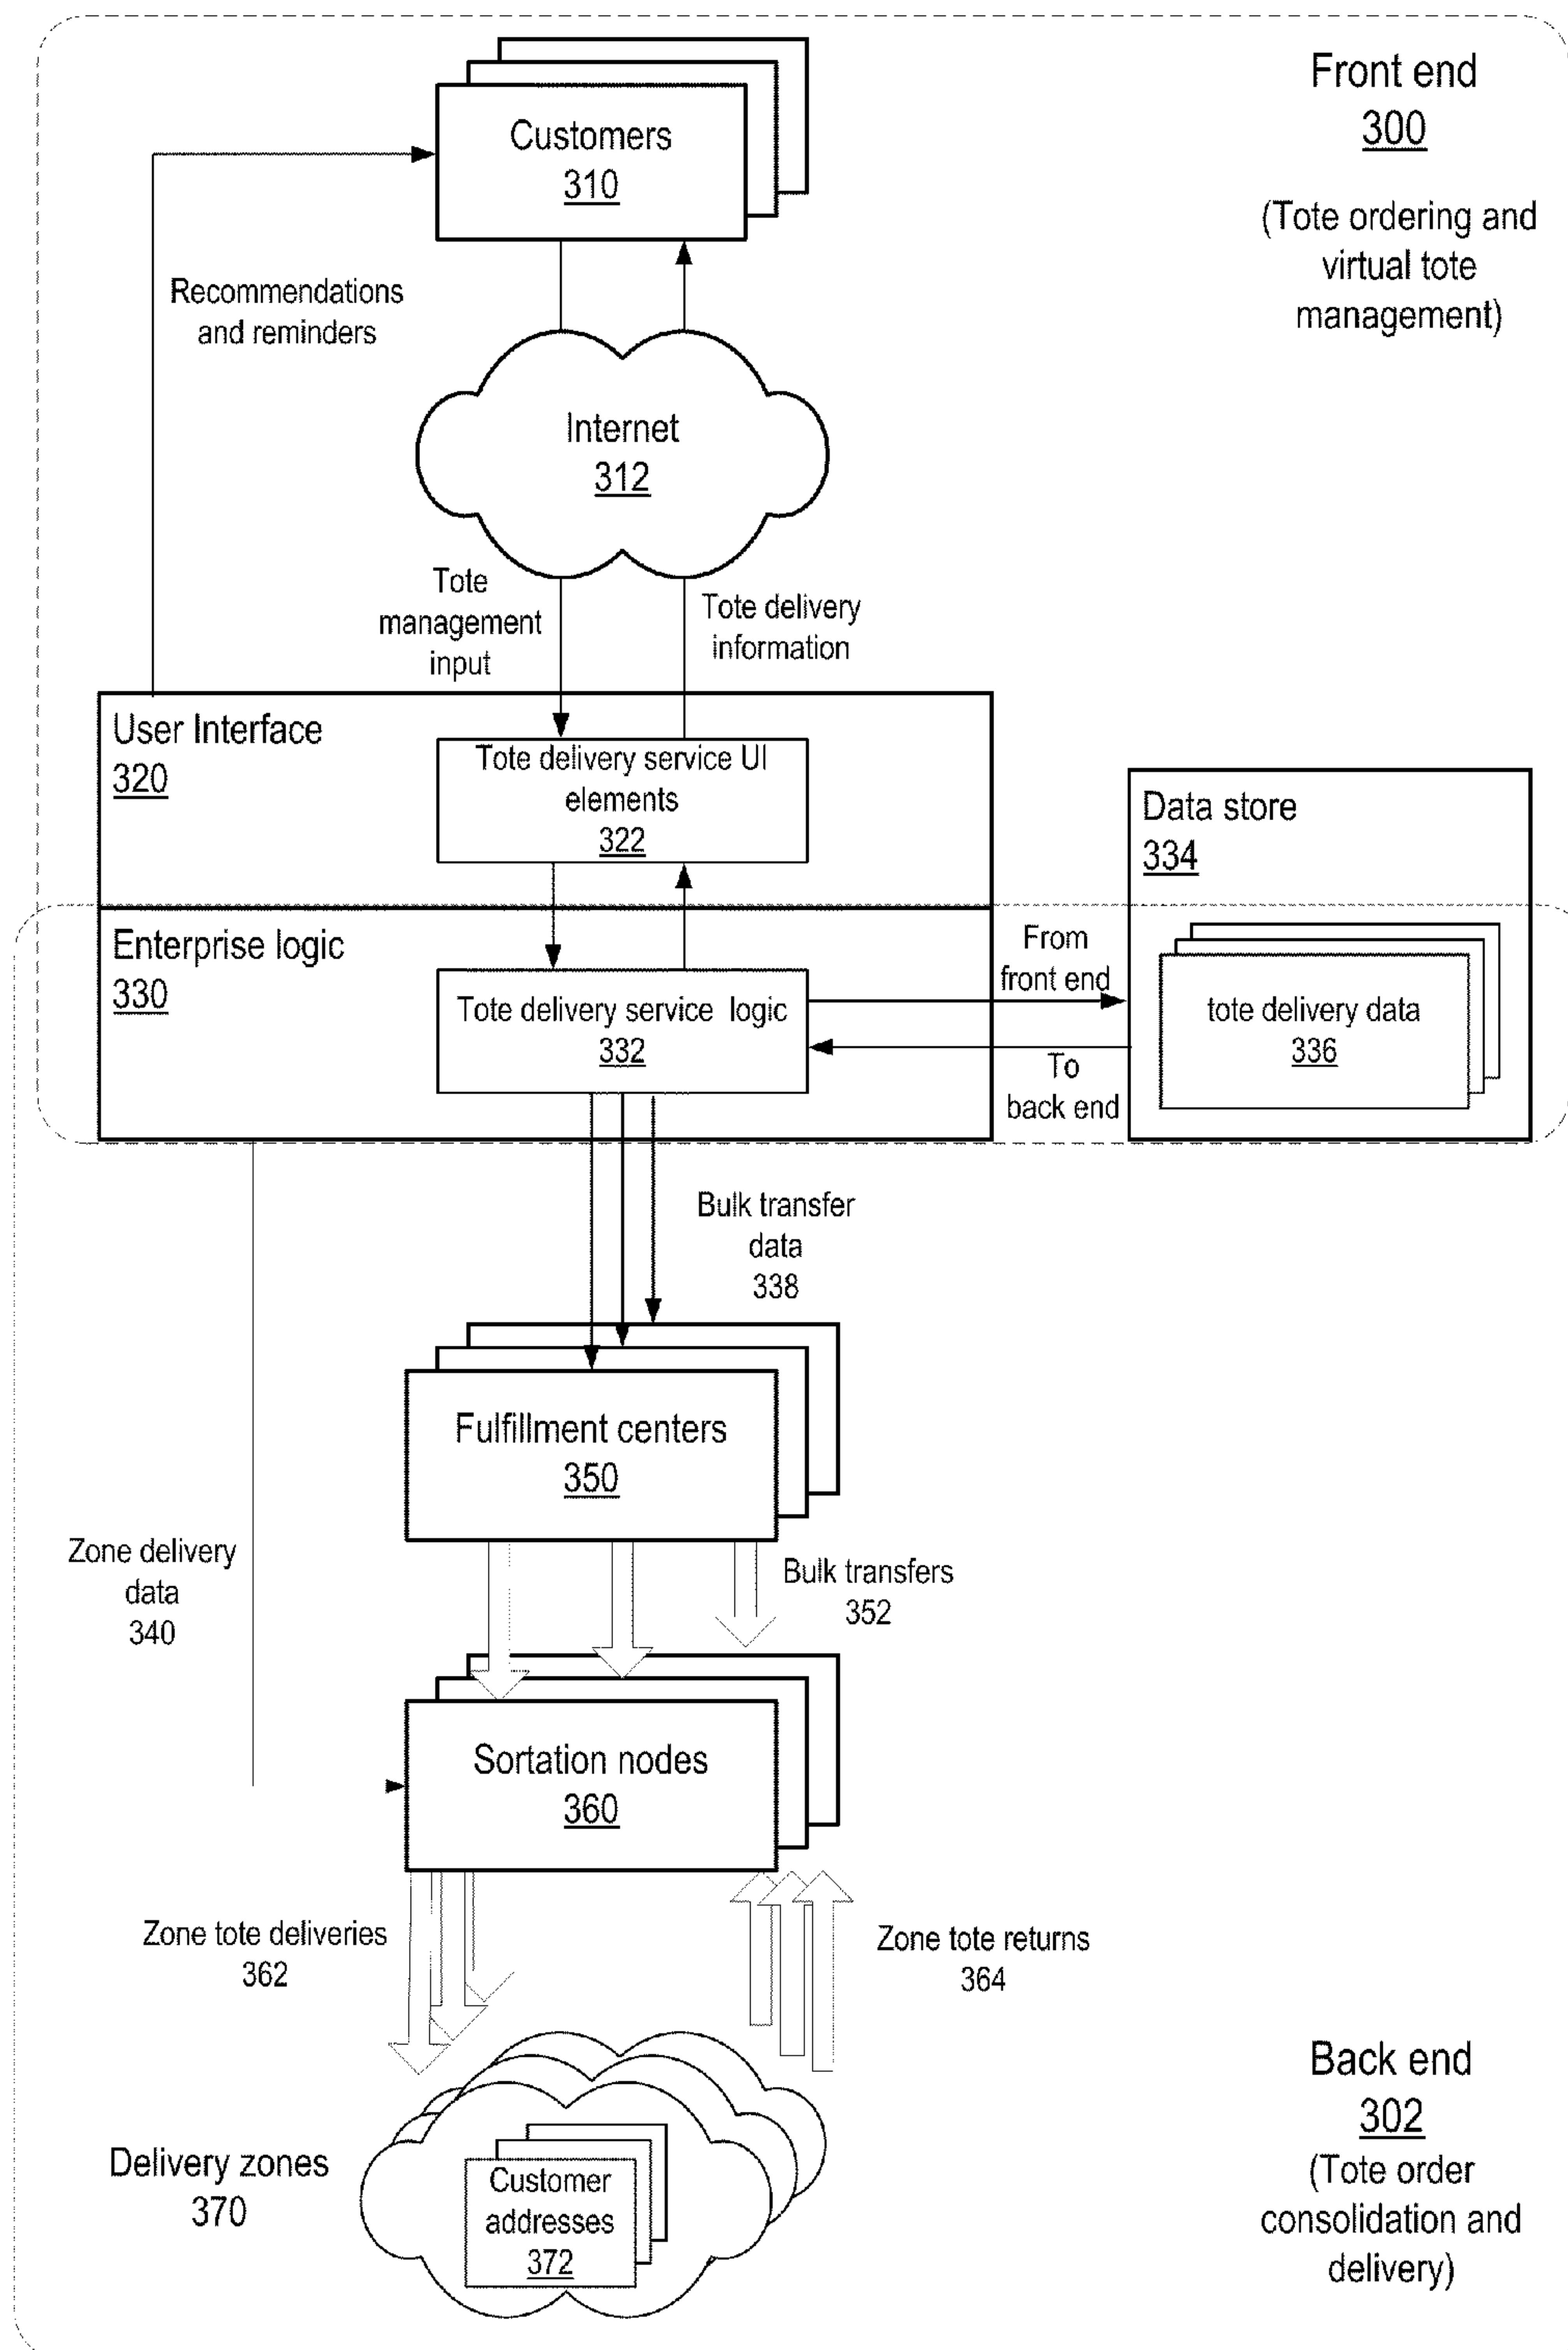 Front end
300
(Tote ordering and
virtual tote
management)
Customers
310
Recommendations
and reminders
Internet
312
Tote
management
input
Tote delivery
information
User Interface
320
Tote delivery service UI
elements
322
Data store
334
Enterprise logic
330
Tote delivery service logic
332
From
front end
To
back end
tote delivery data
336
Bulk transfer
data
338
Fulfillment centers
350
Zone delivery
data
340
Bulk transfers
352
Sortation nodes
360
Zone tote deliveries
362
Zone tote returns
364
Delivery zones
370
Customer
addresses
372
Back end
302
(Tote order
consolidation and
delivery)